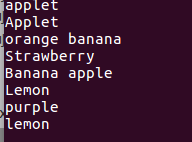 applet
Applet
orange banana
Strawberry
Banana apple
Lemon
purple
lemon